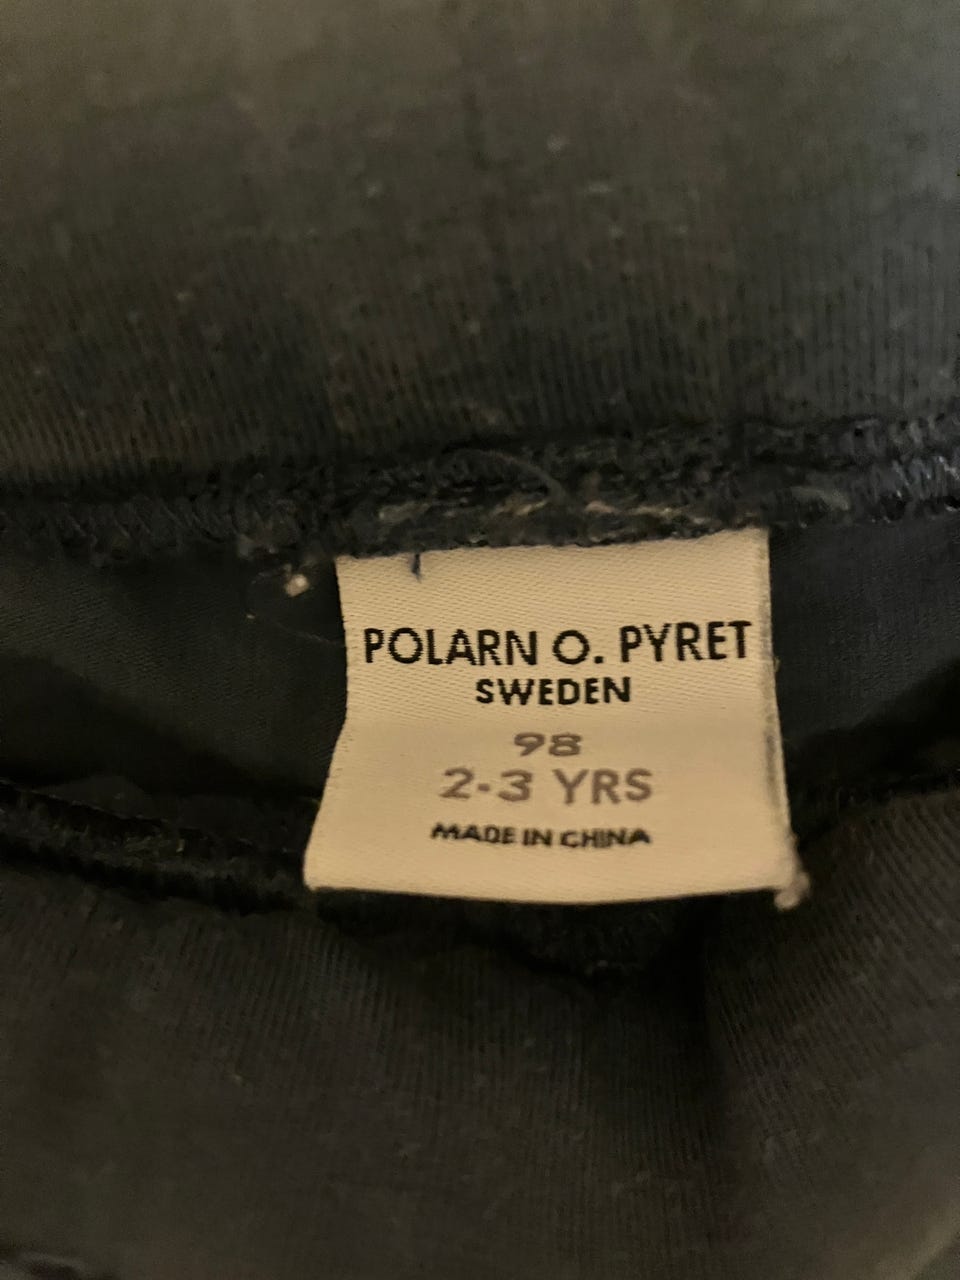 POLARN O. PYRET
SWEDEN
98
2-3 YRS
MADE IN CHINA